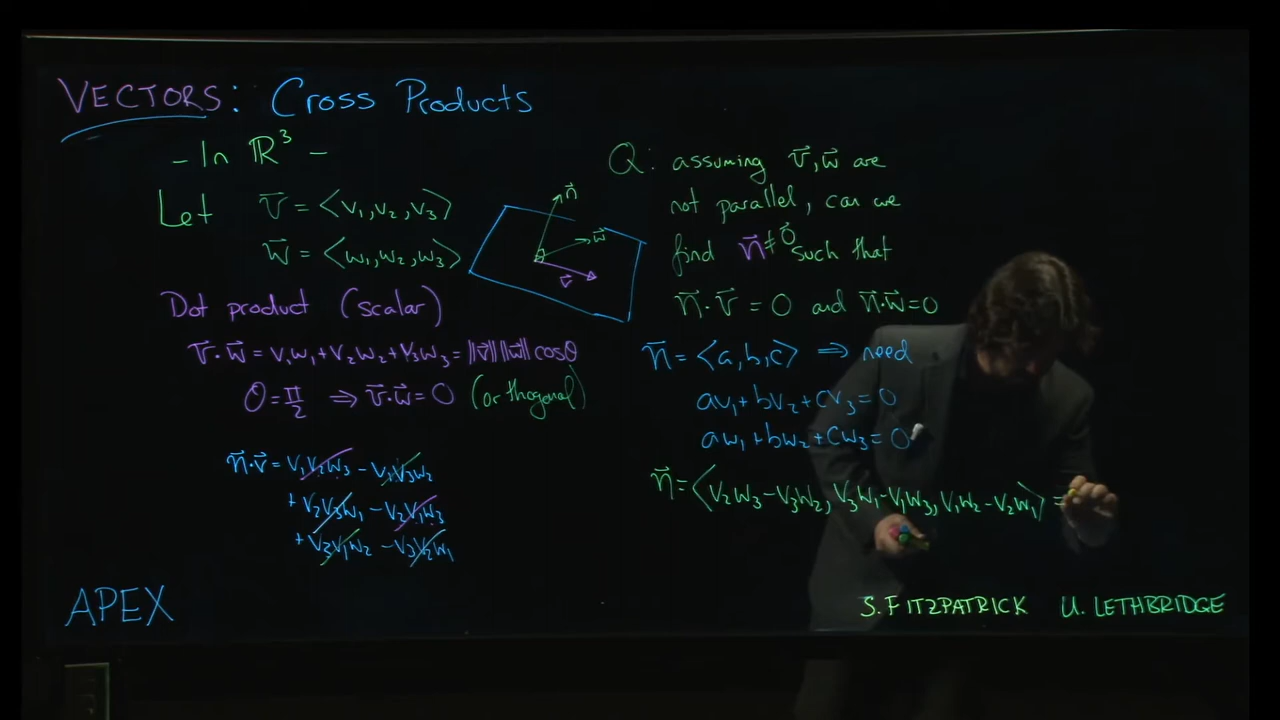 VECTORS: Cross Products
- In ℝ³ -
Let v⃗ = ⟨v₁, v₂, v₃⟩
w⃗ = ⟨w₁, w₂, w₃⟩
n⃗
w⃗
v⃗
Dot product (scalar)
v⃗·w⃗ = v₁w₁ + v₂w₂ + v₃w₃ = ‖v⃗‖ ‖w⃗‖ cosθ
θ = π/2 ⇒ v⃗·w⃗ = 0 (orthogonal)
n⃗·v⃗ = v₁v₂w₃ - v₁v₃w₂
+ v₂v₃w₁ - v₂v₁w₃
+ v₃v₁w₂ - v₃v₂w₁
Q: assuming v⃗, w⃗ are
not parallel, can we
find n⃗ ≠ 0⃗ such that
n⃗·v⃗ = 0 and n⃗·w⃗ = 0
n⃗ = ⟨a, b, c⟩ ⇒ need
av₁ + bv₂ + cv₃ = 0
aw₁ + bw₂ + cw₃ = 0
n⃗ = ⟨v₂w₃ - v₃w₂, v₃w₁ - v₁w₃, v₁w₂ - v₂w₁⟩ =
APEX
S. FITZPATRICK U. LETHBRIDGE